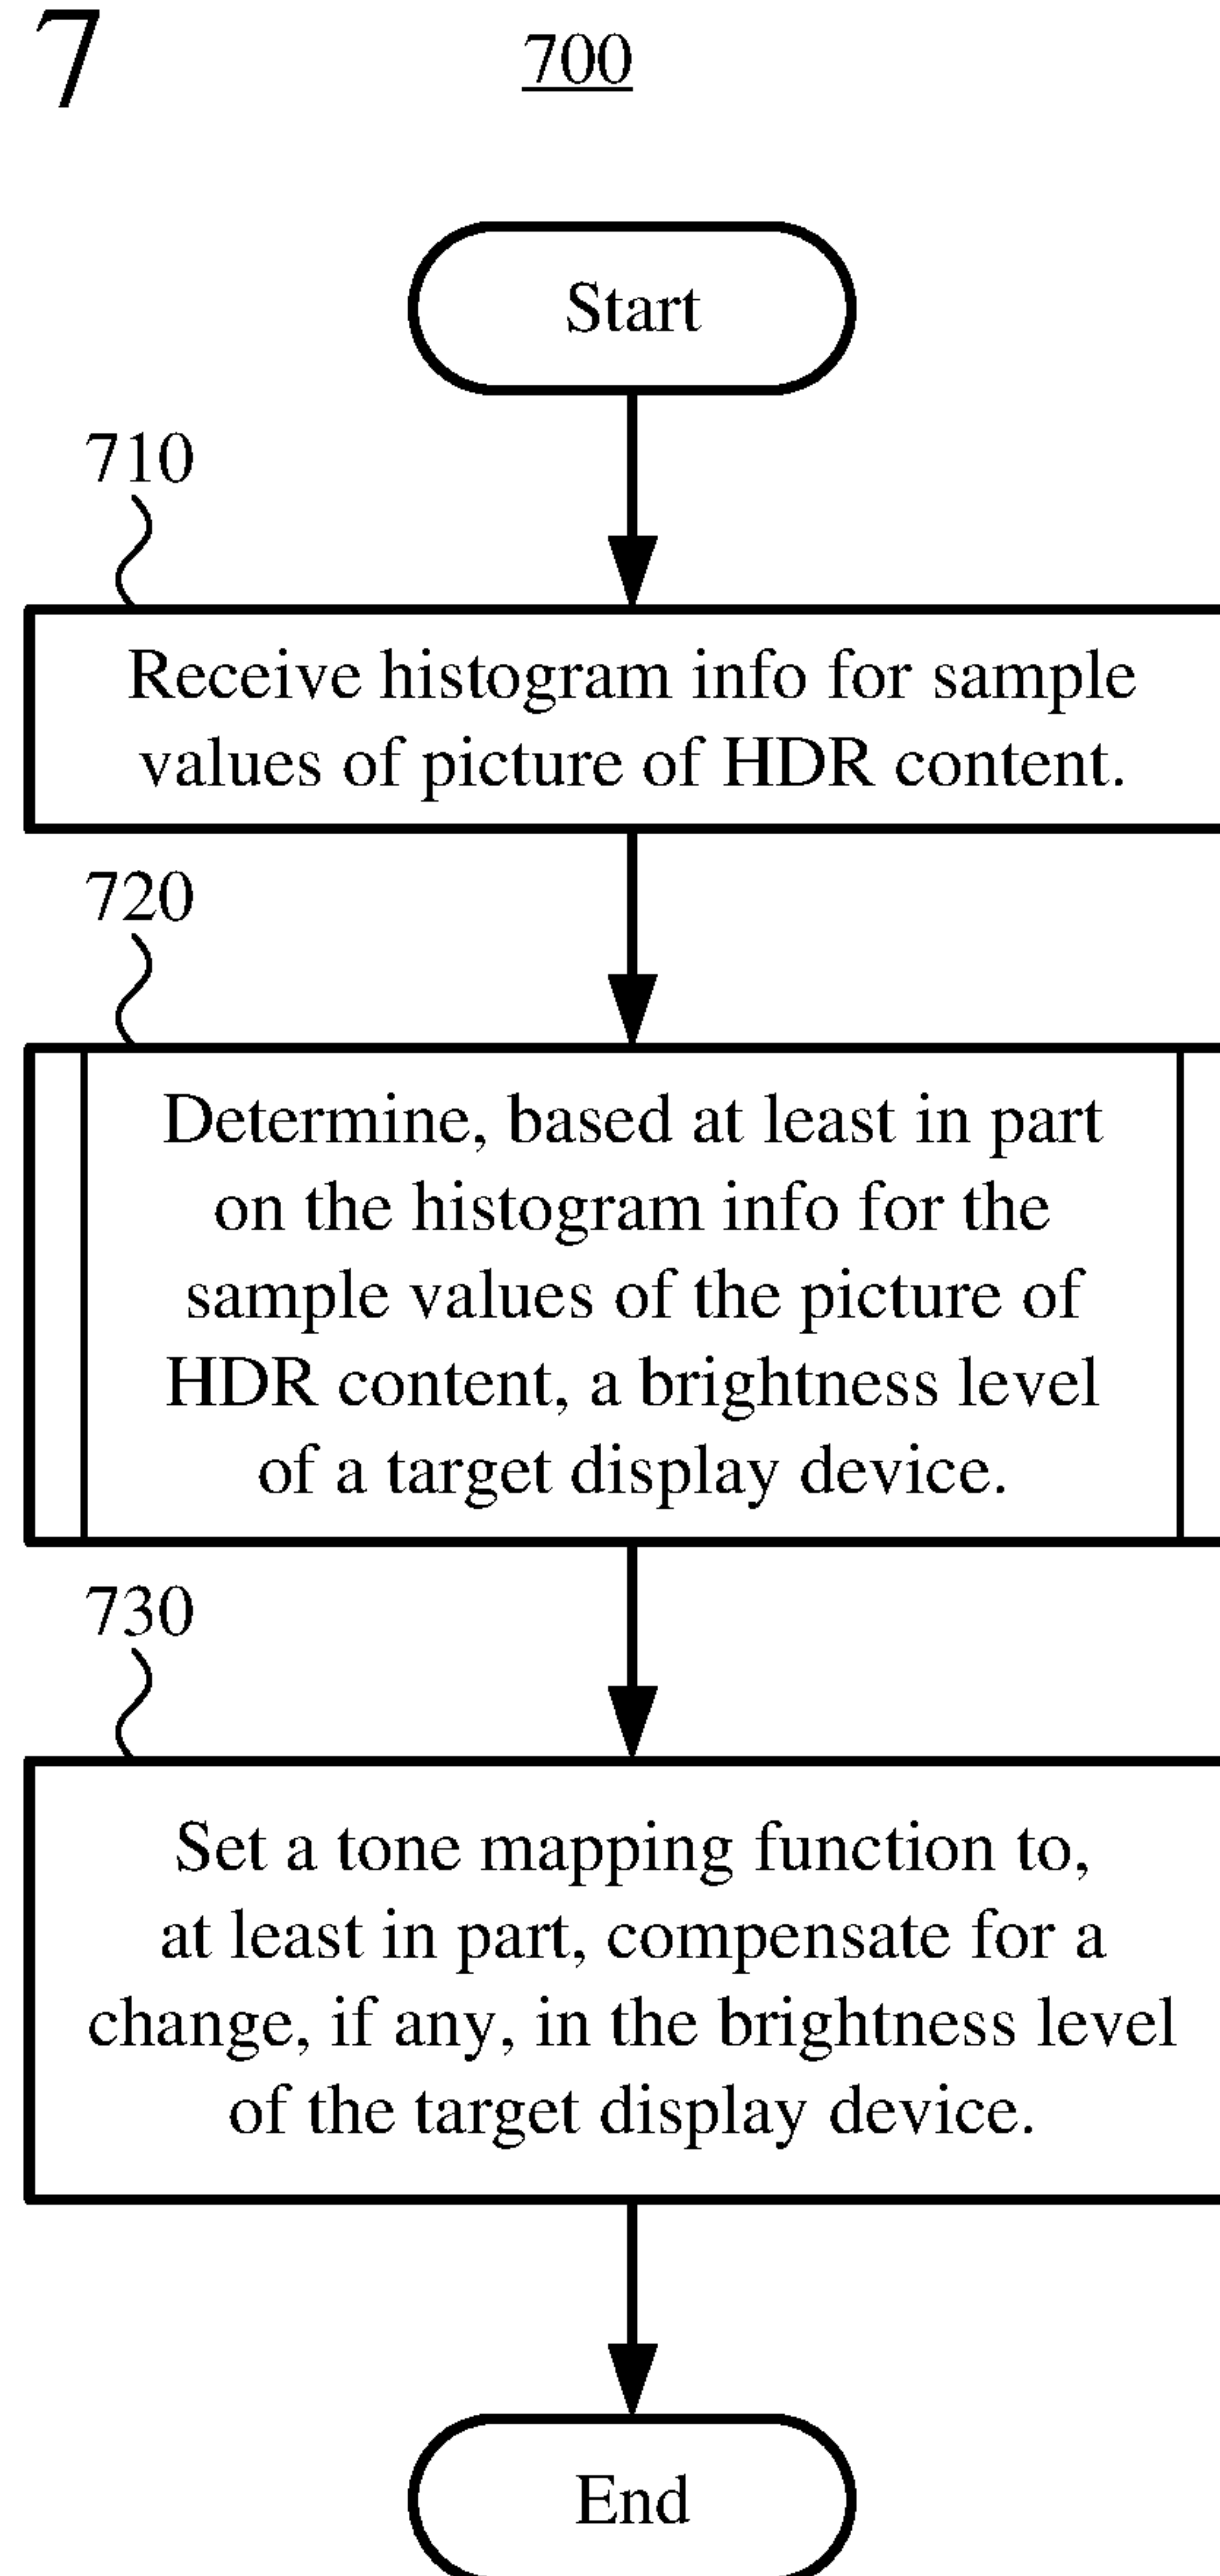 7
700
Start
710
Receive histogram info for sample
values of picture of HDR content.
720
Determine, based at least in part
on the histogram info for the
sample values of the picture of
HDR content, a brightness level
of a target display device.
730
Set a tone mapping function to,
at least in part, compensate for a
change, if any, in the brightness level
of the target display device.
End